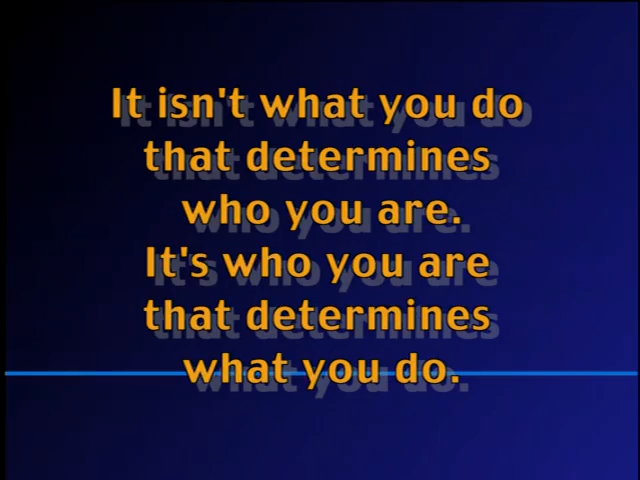 It isn't what you do
that determines
who you are.
It's who you are
that determines
what you do.